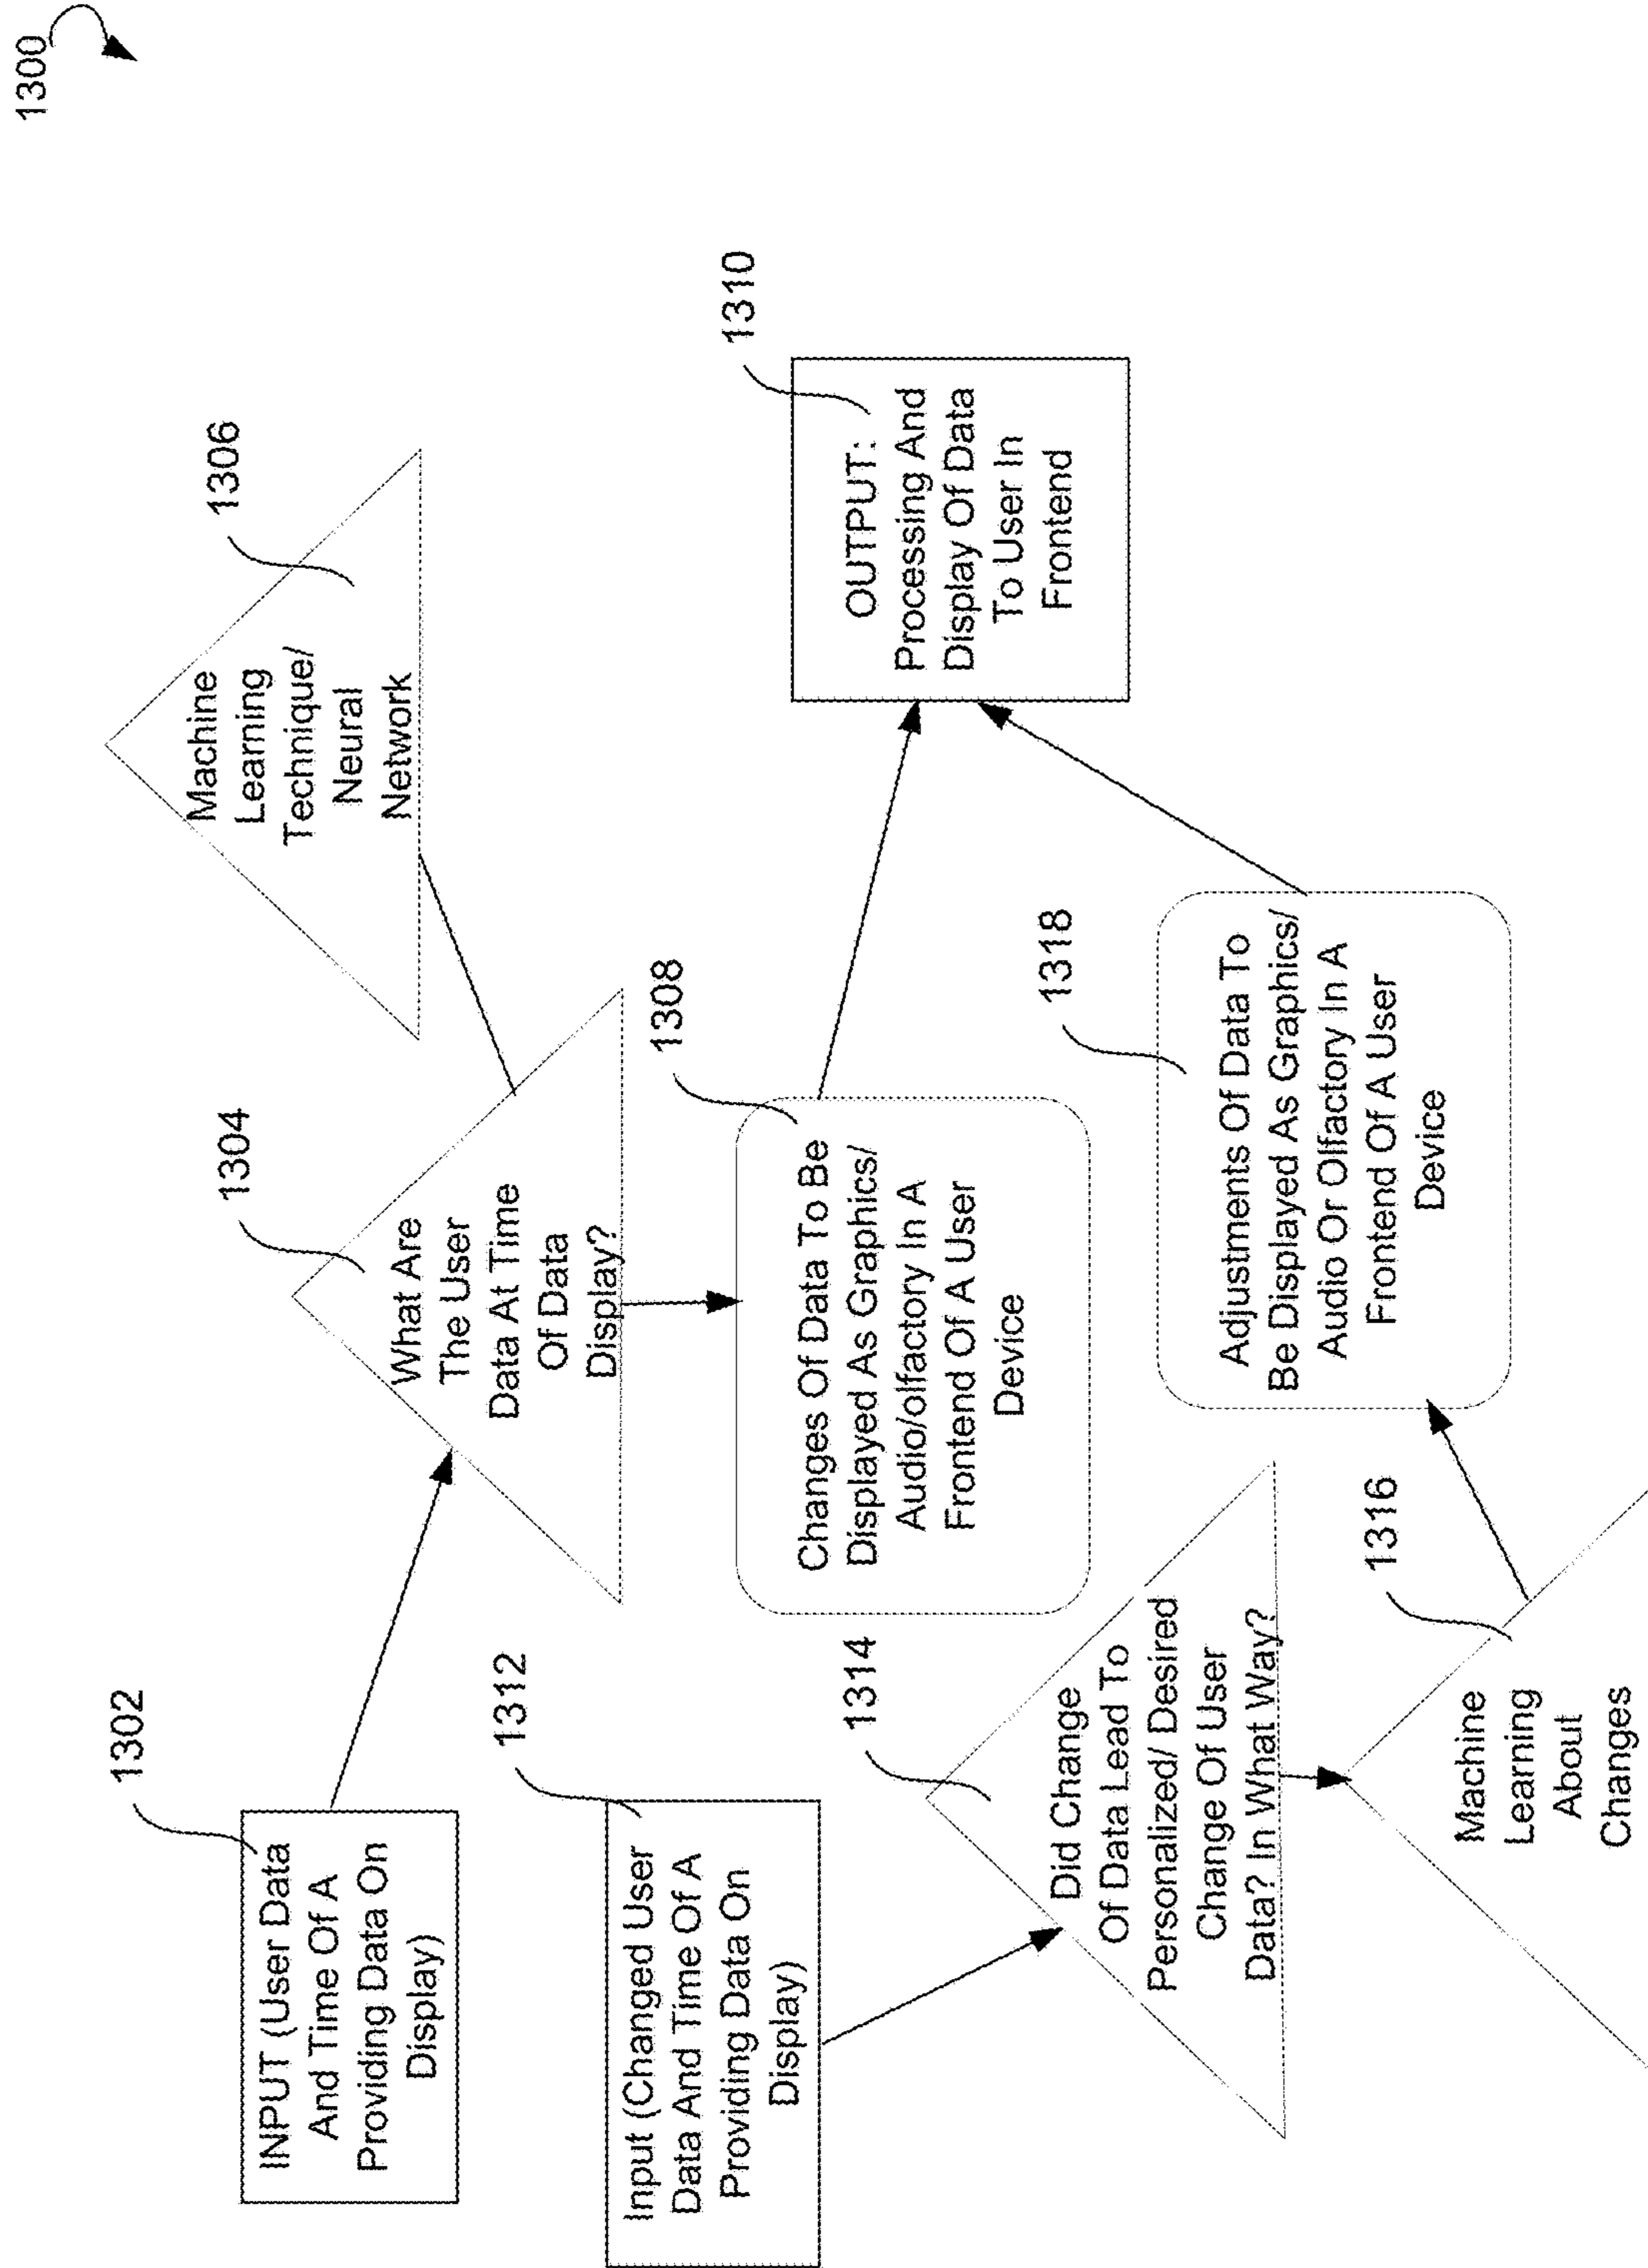 1300
1302
INPUT (User Data
And Time Of A
Providing Data On
Display)
1304
What Are
The User
Data At Time
Of Data
Display?
1306
Machine
Learning
Technique/
Neural
Network
1308
Changes Of Data To Be
Displayed As Graphics/
Audio/olfactory In A
Frontend Of A User
Device
1310
OUTPUT:
Processing And
Display Of Data
To User In
Frontend
1312
Input (Changed User
Data And Time Of A
Providing Data On
Display)
1314
Did Change
Of Data Lead To
Personalized/ Desired
Change Of User
Data? In What Way?
1316
Machine
Learning
About
Changes
1318
Adjustments Of Data To
Be Displayed As Graphics/
Audio Or Olfactory In A
Frontend Of A User
Device